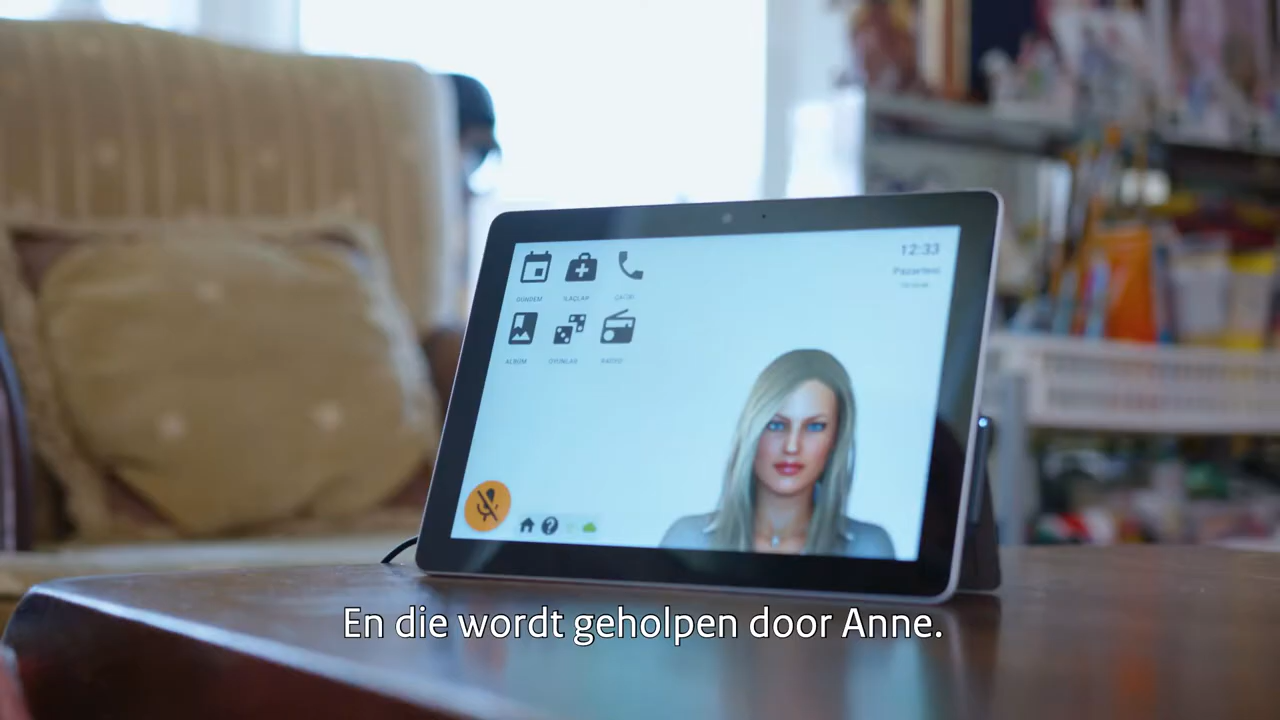 12:33
Pazartesi
GÜNDEM
İLAÇLAR
ALBÜM
OYUNLAR
RADYO
En die wordt geholpen door Anne.